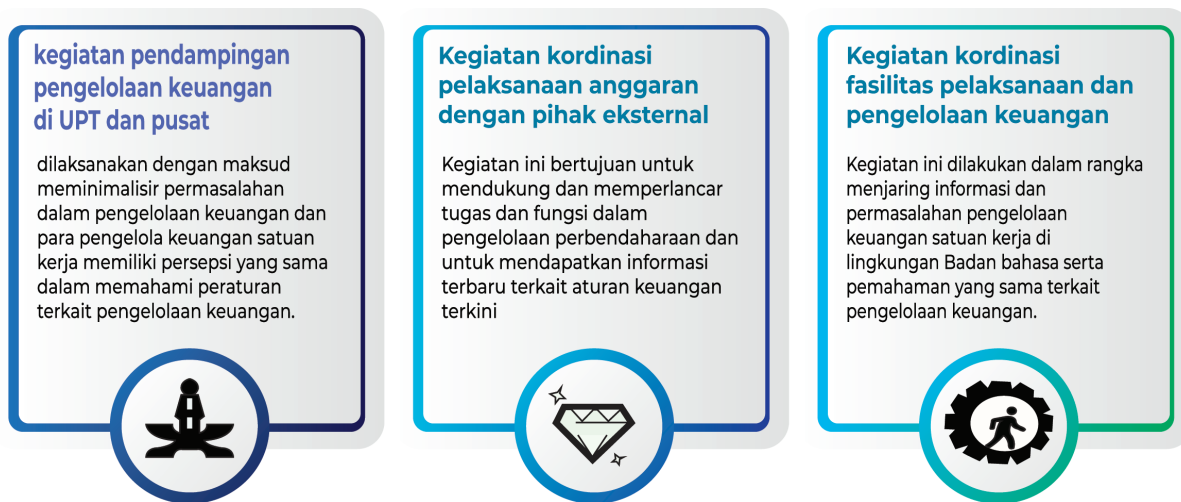 kegiatan pendampingan
pengelolaan keuangan
di UPT dan pusat
dilaksanakan dengan maksud
meminimalisir permasalahan
dalam pengelolaan keuangan dan
para pengelola keuangan satuan
kerja memiliki persepsi yang sama
dalam memahami peraturan
terkait pengelolaan keuangan.
Kegiatan kordinasi
pelaksanaan anggaran
dengan pihak eksternal
Kegiatan ini bertujuan untuk
mendukung dan memperlancar
tugas dan fungsi dalam
pengelolaan perbendaharaan dan
untuk mendapatkan informasi
terbaru terkait aturan keuangan
terkini
Kegiatan kordinasi
fasilitas pelaksanaan dan
pengelolaan keuangan
Kegiatan ini dilakukan dalam rangka
menjaring informasi dan
permasalahan pengelolaan
keuangan satuan kerja di
lingkungan Badan bahasa serta
pemahaman yang sama terkait
pengelolaan keuangan.